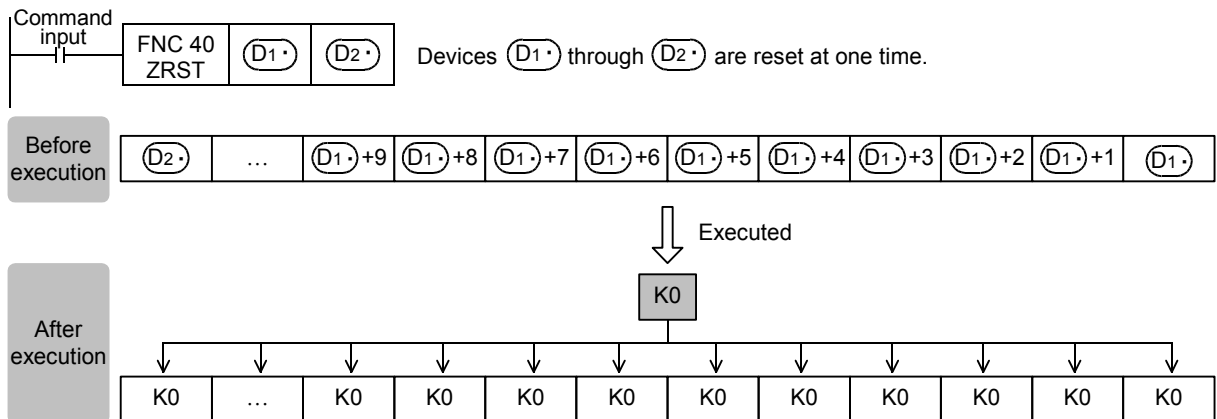 Command input
FNC 40 ZRST D1· D2· Devices D1· through D2· are reset at one time.
Before execution
D2· … D1·+9 D1·+8 D1·+7 D1·+6 D1·+5 D1·+4 D1·+3 D1·+2 D1·+1 D1·
Executed
K0
After execution
K0 … K0 K0 K0 K0 K0 K0 K0 K0 K0 K0